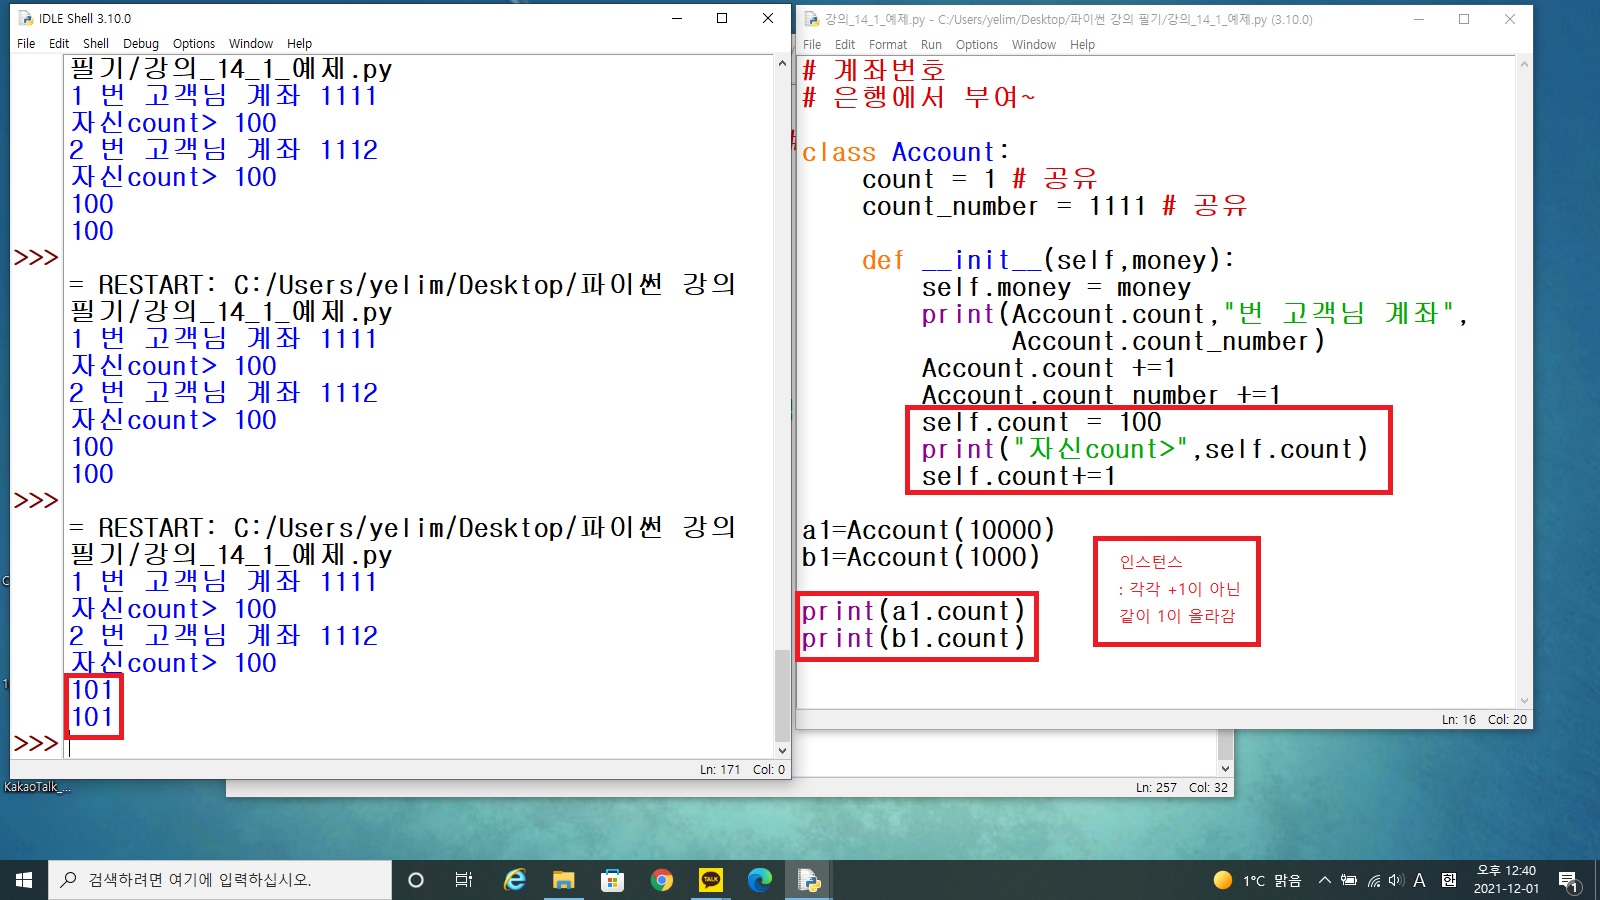 IDLE Shell 3.10.0
File Edit Shell Debug Options Window Help
필기/강의_14_1_예제.py
1 번 고객님 계좌 1111
자신count> 100
2 번 고객님 계좌 1112
자신count> 100
100
100
>>>
= RESTART: C:/Users/yelim/Desktop/파이썬 강의
필기/강의_14_1_예제.py
1 번 고객님 계좌 1111
자신count> 100
2 번 고객님 계좌 1112
자신count> 100
100
100
>>>
= RESTART: C:/Users/yelim/Desktop/파이썬 강의
필기/강의_14_1_예제.py
1 번 고객님 계좌 1111
자신count> 100
2 번 고객님 계좌 1112
자신count> 100
101
101
>>>
Ln: 171 Col: 0
강의_14_1_예제.py - C:/Users/yelim/Desktop/파이썬 강의 필기/강의_14_1_예제.py (3.10.0)
File Edit Format Run Options Window Help
# 계좌번호
# 은행에서 부여~
class Account:
count = 1 # 공유
count_number = 1111 # 공유
def __init__(self,money):
self.money = money
print(Account.count,"번 고객님 계좌",
Account.count_number)
Account.count +=1
Account.count_number +=1
self.count = 100
print("자신count>",self.count)
self.count+=1
a1=Account(10000)
b1=Account(1000)
print(a1.count)
print(b1.count)
인스턴스
: 각각 +1이 아닌
같이 1이 올라감
Ln: 16 Col: 20
Ln: 257 Col: 32
KakaoTalk_...
검색하려면 여기에 입력하십시오.
TALK
1°C 맑음
A
한
오후 12:40
2021-12-01
1